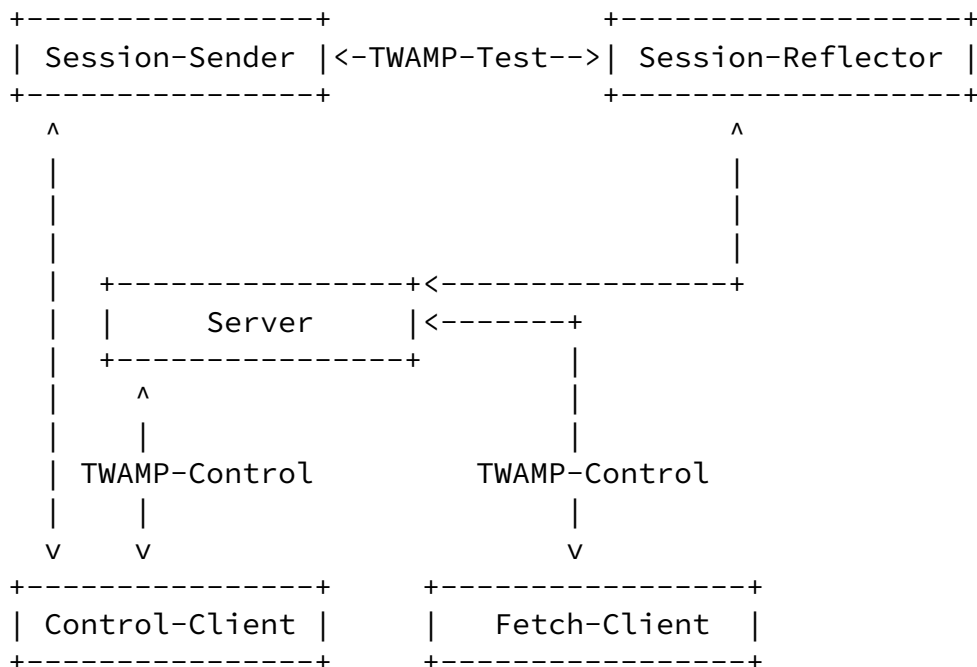 Session-Sender <-TWAMP-Test--> Session-Reflector
Server
TWAMP-Control TWAMP-Control
Control-Client Fetch-Client